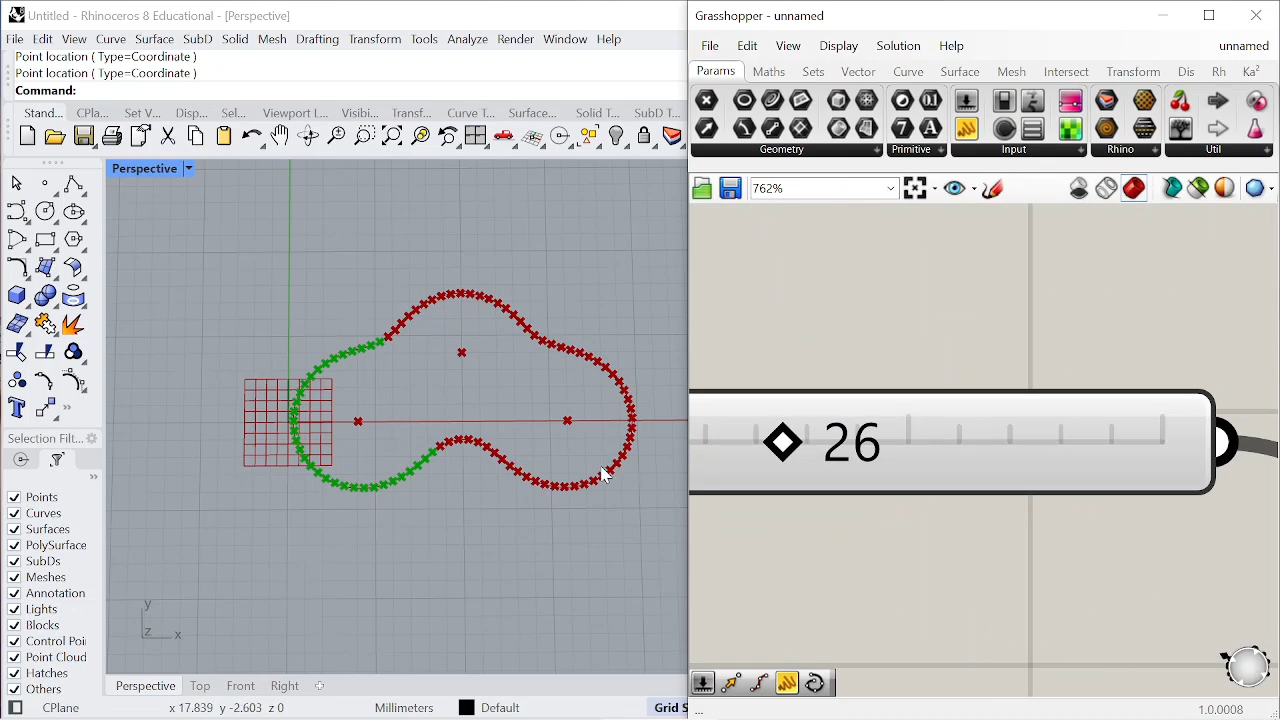 Untitled - Rhinoceros 8 Educational - [Perspective]
File Edit View Curve Surface SubD Solid Mesh Drafting Transform Tools Analyze Render Window Help
Point location ( Type=Coordinate )
Point location ( Type=Coordinate )
Command:
Stand... CPlan Set V... Display Sel... Viewport l Visibi Transf... Curve T... Surfac Solid T... SubD T...
Perspective
Selection Filt...
Points
Curves
Surfaces
PolySurface
SubDs
Meshes
Annotation
Lights
Blocks
Control Poi
Point Cloud
Hatches
Others
y
z x
Perspective Top Front Right
CPlane x 17.839 y -2.603 z 0 Millimeters Default Grid S
Grasshopper - unnamed
File Edit View Display Solution Help unnamed
Params Maths Sets Vector Curve Surface Mesh Intersect Transform Dis Rh Ka²
Geometry Primitive Input Rhino Util
762%
26
... 1.0.0008